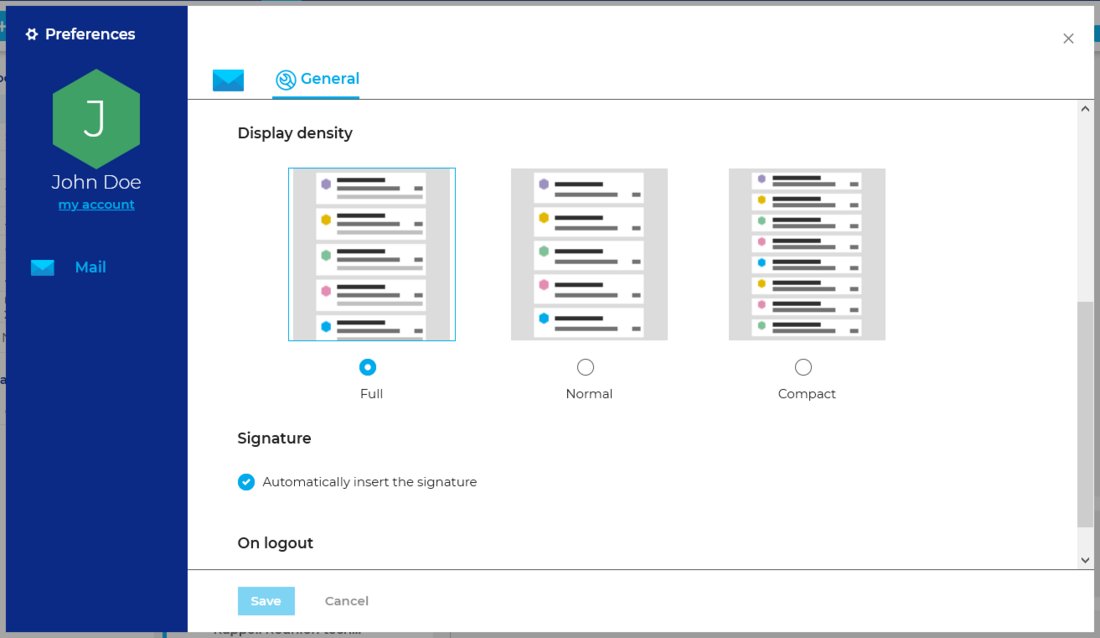 Preferences
J
John Doe
my account
Mail
General
Display density
Full
Normal
Compact
Signature
Automatically insert the signature
On logout
Save
Cancel